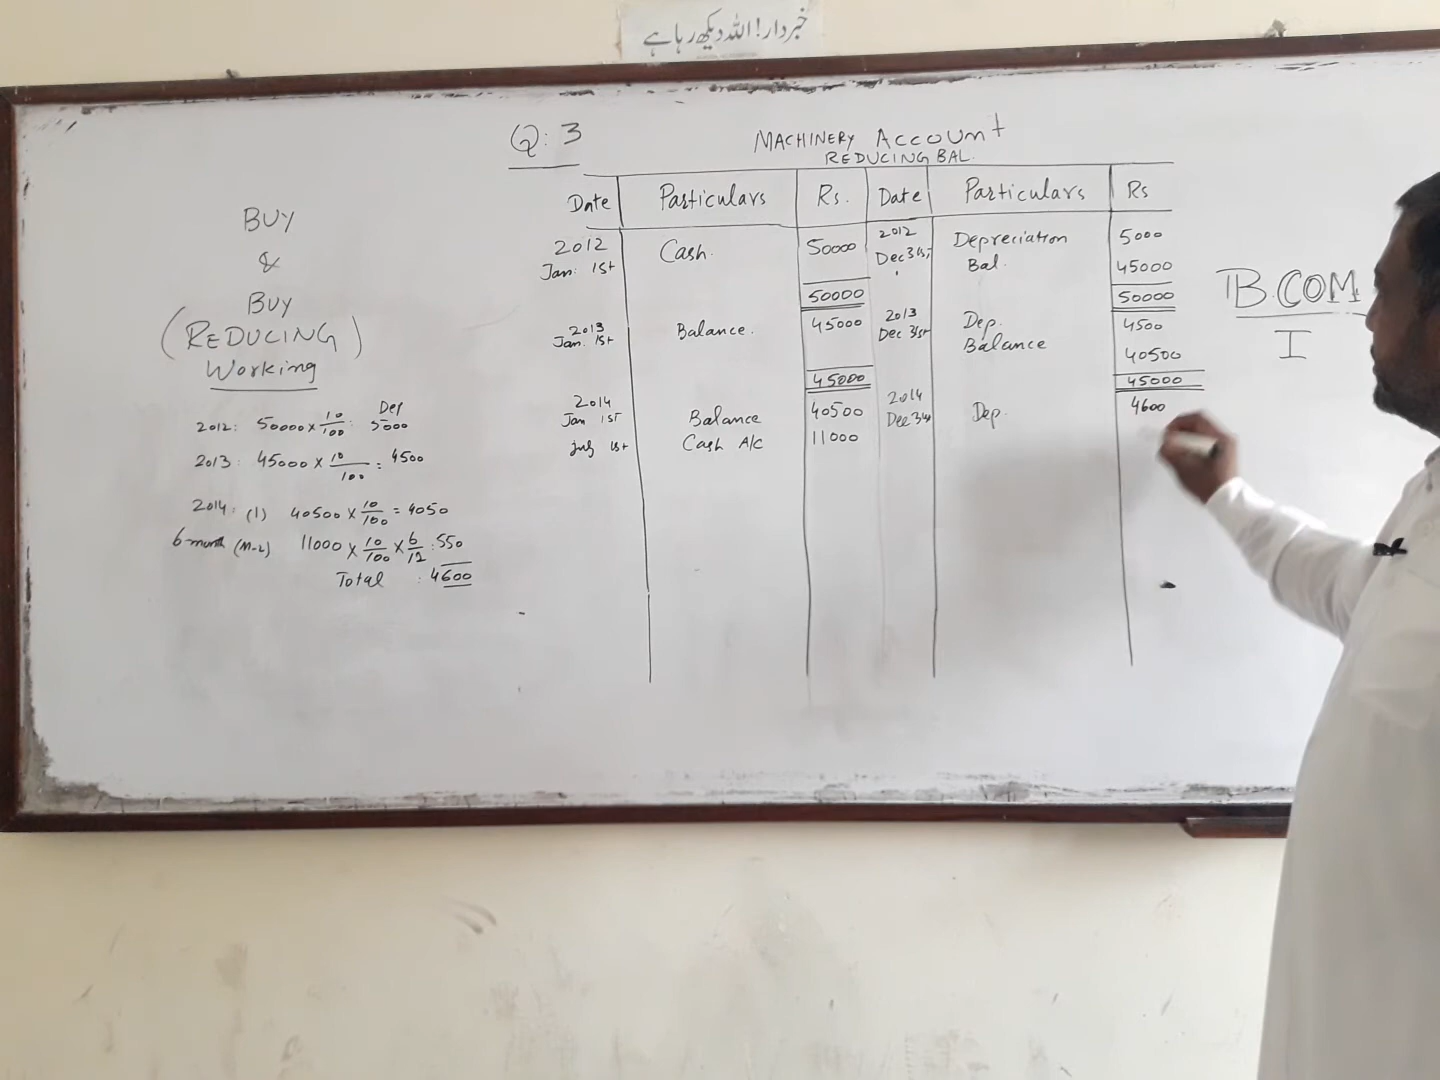 خبردار! اللہ دیکھ رہا ہے
Q: 3
MACHINERY ACCOUNT
REDUCING BAL.
Date Particulars Rs. Date Particulars Rs
2012 Cash. 50000 2012 Depreciation 5000
Jan: 1st Dec 31st, Bal. 45000
50000 50000
2013 Balance. 45000 2013 Dep. 4500
Jan. 1st Dec 31st Balance 40500
45000 45000
2014 Balance 40500 2014 Dep. 4600
Jan 1st Dec 31st
July 1st Cash A/C 11000
BUY
&
BUY
(REDUCING)
Working
Dep
2012: 50000 × 10/100 : 5000
2013: 45000 × 10/100 = 4500
2014: (1) 40500 × 10/100 = 4050
6-month (M-2) 11000 × 10/100 × 6/12 : 550
Total : 4600
B.COM
I